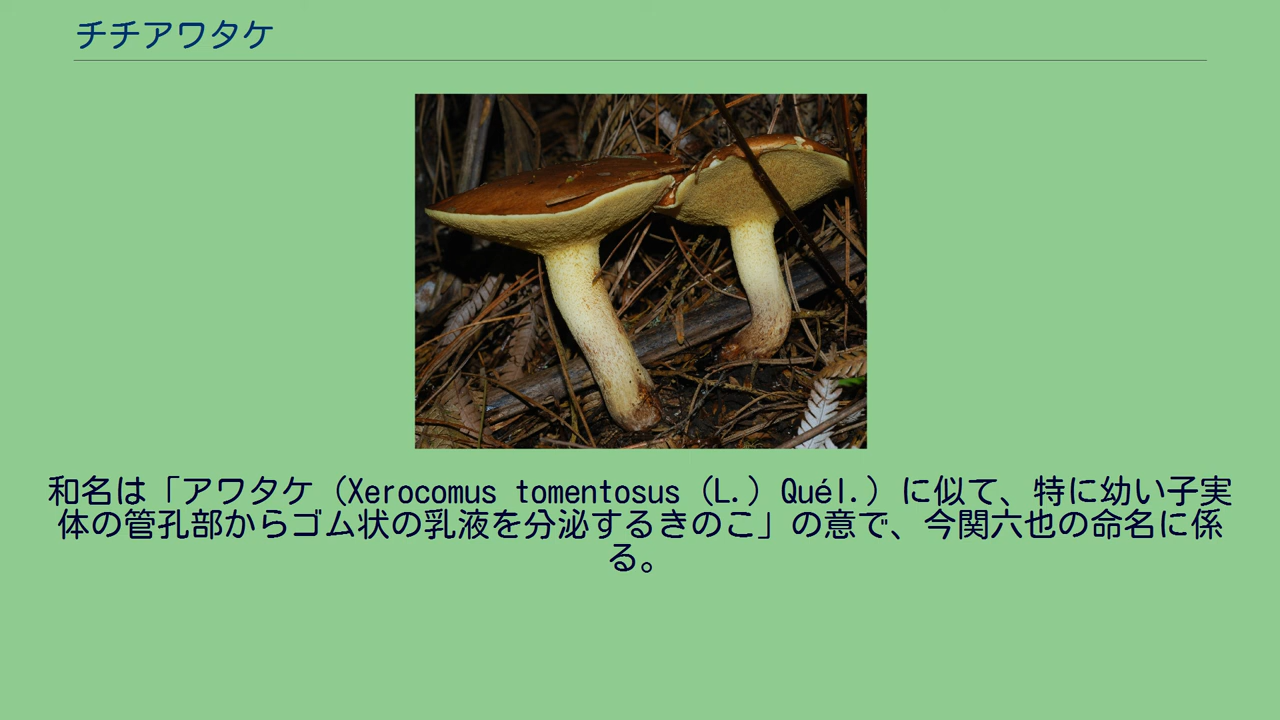 チチアワタケ
和名は「アワタケ（Xerocomus tomentosus（L.）Quél.）に似て、特に幼い子実
体の管孔部からゴム状の乳液を分泌するきのこ」の意で、今関六也の命名に係
る。